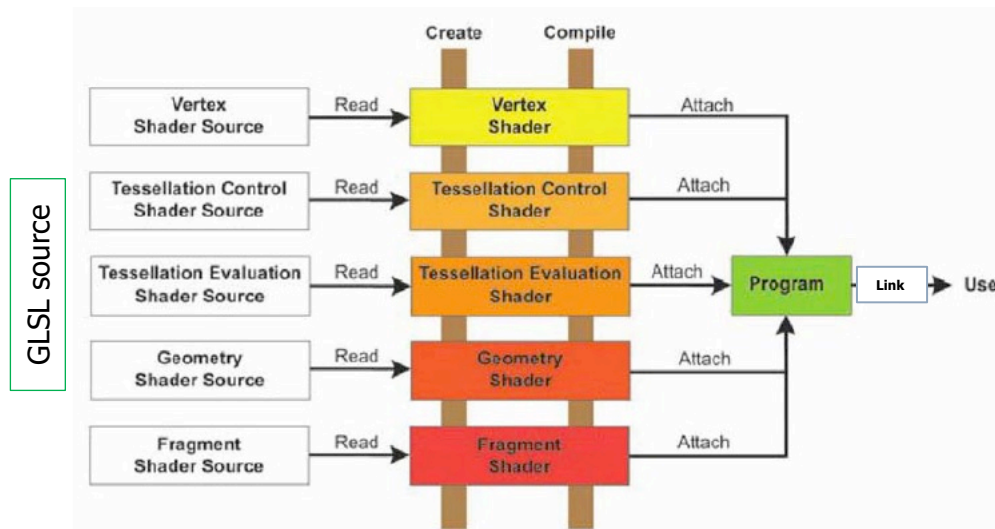 Create Compile
Vertex
Shader Source
Read
Vertex
Shader
Attach
Tessellation Control
Shader Source
Read
Tessellation Control
Shader
Attach
GLSL source
Tessellation Evaluation
Shader Source
Read
Tessellation Evaluation
Shader
Attach
Program
Link
Use
Geometry
Shader Source
Read
Geometry
Shader
Attach
Fragment
Shader Source
Read
Fragment
Shader
Attach